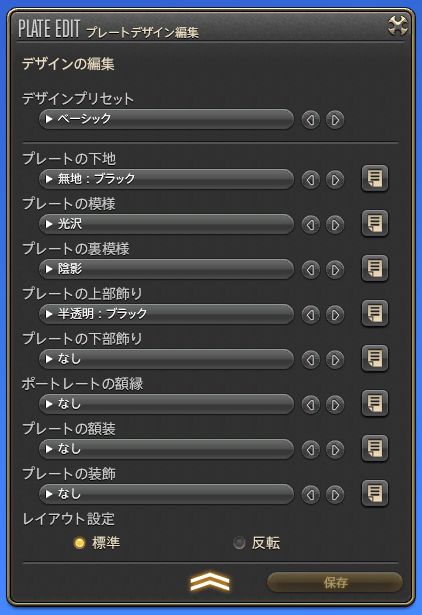 PLATE EDIT プレートデザイン編集
デザインの編集
デザインプリセット
ベーシック
プレートの下地
無地：ブラック
プレートの模様
光沢
プレートの裏模様
陰影
プレートの上部飾り
半透明：ブラック
プレートの下部飾り
なし
ポートレートの額縁
なし
プレートの額装
なし
プレートの装飾
なし
レイアウト設定
標準 反転
保存